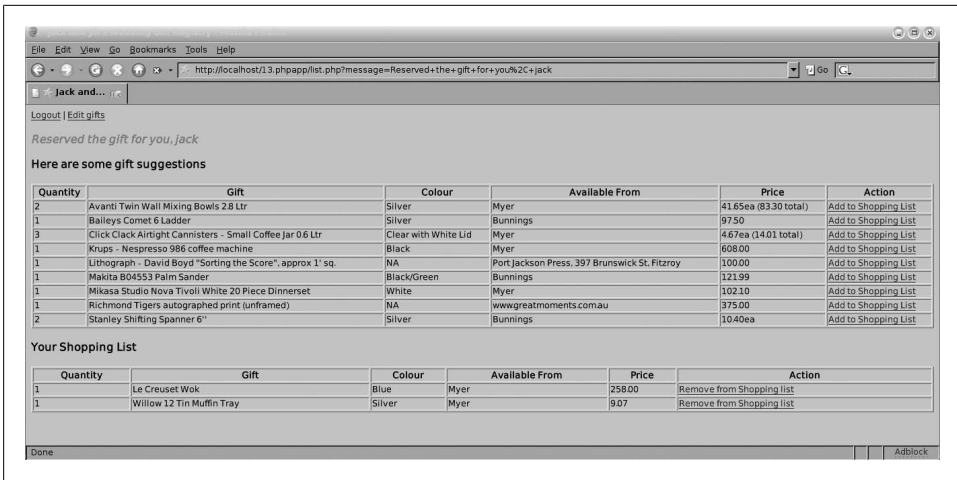 File Edit View Go Bookmarks Tools Help
http://localhost/13.phpapp/list.php?message=Reserved+the+gift+for+you%2C+jack Go G
Jack and...
Logout | Edit gifts
Reserved the gift for you, jack
Here are some gift suggestions
Quantity Gift Colour Available From Price Action
2 Avanti Twin Wall Mixing Bowls 2.8 Ltr Silver Myer 41.65ea (83.30 total) Add to Shopping List
1 Baileys Comet 6 Ladder Silver Bunnings 97.50 Add to Shopping List
3 Click Clack Airtight Cannisters - Small Coffee Jar 0.6 Ltr Clear with White Lid Myer 4.67ea (14.01 total) Add to Shopping List
1 Krups - Nespresso 986 coffee machine Black Myer 608.00 Add to Shopping List
1 Lithograph - David Boyd "Sorting the Score", approx 1' sq. NA Port Jackson Press, 397 Brunswick St, Fitzroy 100.00 Add to Shopping List
1 Makita B04553 Palm Sander Black/Green Bunnings 121.99 Add to Shopping List
1 Mikasa Studio Nova Tivoli White 20 Piece Dinnerset White Myer 102.10 Add to Shopping List
1 Richmond Tigers autographed print (unframed) NA www.greatmoments.com.au 375.00 Add to Shopping List
2 Stanley Shifting Spanner 6'' Silver Bunnings 10.40ea Add to Shopping List
Your Shopping List
Quantity Gift Colour Available From Price Action
1 Le Creuset Wok Blue Myer 258.00 Remove from Shopping list
1 Willow 12 Tin Muffin Tray Silver Myer 9.07 Remove from Shopping list
Done Adblock